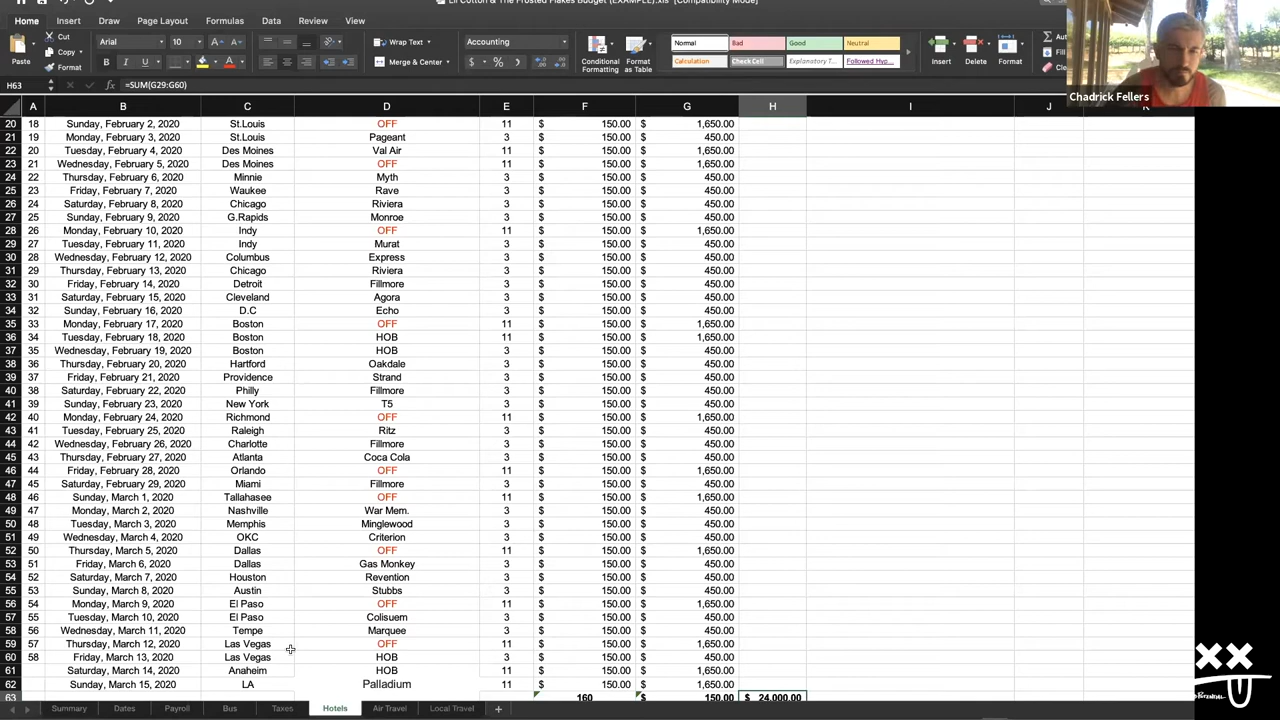 Lil Cotton & The Frosted Flakes Budget (EXAMPLE).xls [Compatibility Mode]
Home Insert Draw Page Layout Formulas Data Review View
Cut Arial 10 Wrap Text Accounting Normal Bad Good Neutral
Copy
Paste Format Merge & Center Conditional Formatting Format as Table Calculation Check Cell Explanatory T... Followed Hyp... Insert Delete Format
Chadrick Fellers
H63 fx =SUM(G29:G60)
A B C D E F G H I J K
20 18 Sunday, February 2, 2020 St.Louis OFF 11 $ 150.00 $ 1,650.00
21 19 Monday, February 3, 2020 St.Louis Pageant 3 $ 150.00 $ 450.00
22 20 Tuesday, February 4, 2020 Des Moines Val Air 11 $ 150.00 $ 1,650.00
23 21 Wednesday, February 5, 2020 Des Moines OFF 11 $ 150.00 $ 1,650.00
24 22 Thursday, February 6, 2020 Minnie Myth 3 $ 150.00 $ 450.00
25 23 Friday, February 7, 2020 Waukee Rave 3 $ 150.00 $ 450.00
26 24 Saturday, February 8, 2020 Chicago Riviera 3 $ 150.00 $ 450.00
27 25 Sunday, February 9, 2020 G.Rapids Monroe 3 $ 150.00 $ 450.00
28 26 Monday, February 10, 2020 Indy OFF 11 $ 150.00 $ 1,650.00
29 27 Tuesday, February 11, 2020 Indy Murat 3 $ 150.00 $ 450.00
30 28 Wednesday, February 12, 2020 Columbus Express 3 $ 150.00 $ 450.00
31 29 Thursday, February 13, 2020 Chicago Riviera 3 $ 150.00 $ 450.00
32 30 Friday, February 14, 2020 Detroit Fillmore 3 $ 150.00 $ 450.00
33 31 Saturday, February 15, 2020 Cleveland Agora 3 $ 150.00 $ 450.00
34 32 Sunday, February 16, 2020 D.C Echo 3 $ 150.00 $ 450.00
35 33 Monday, February 17, 2020 Boston OFF 11 $ 150.00 $ 1,650.00
36 34 Tuesday, February 18, 2020 Boston HOB 11 $ 150.00 $ 1,650.00
37 35 Wednesday, February 19, 2020 Boston HOB 3 $ 150.00 $ 450.00
38 36 Thursday, February 20, 2020 Hartford Oakdale 3 $ 150.00 $ 450.00
39 37 Friday, February 21, 2020 Providence Strand 3 $ 150.00 $ 450.00
40 38 Saturday, February 22, 2020 Philly Fillmore 3 $ 150.00 $ 450.00
41 39 Sunday, February 23, 2020 New York T5 3 $ 150.00 $ 450.00
42 40 Monday, February 24, 2020 Richmond OFF 11 $ 150.00 $ 1,650.00
43 41 Tuesday, February 25, 2020 Raleigh Ritz 3 $ 150.00 $ 450.00
44 42 Wednesday, February 26, 2020 Charlotte Fillmore 3 $ 150.00 $ 450.00
45 43 Thursday, February 27, 2020 Atlanta Coca Cola 3 $ 150.00 $ 450.00
46 44 Friday, February 28, 2020 Orlando OFF 11 $ 150.00 $ 1,650.00
47 45 Saturday, February 29, 2020 Miami Fillmore 3 $ 150.00 $ 450.00
48 46 Sunday, March 1, 2020 Tallahasee OFF 11 $ 150.00 $ 1,650.00
49 47 Monday, March 2, 2020 Nashville War Mem. 3 $ 150.00 $ 450.00
50 48 Tuesday, March 3, 2020 Memphis Minglewood 3 $ 150.00 $ 450.00
51 49 Wednesday, March 4, 2020 OKC Criterion 3 $ 150.00 $ 450.00
52 50 Thursday, March 5, 2020 Dallas OFF 11 $ 150.00 $ 1,650.00
53 51 Friday, March 6, 2020 Dallas Gas Monkey 3 $ 150.00 $ 450.00
54 52 Saturday, March 7, 2020 Houston Revention 3 $ 150.00 $ 450.00
55 53 Sunday, March 8, 2020 Austin Stubbs 3 $ 150.00 $ 450.00
56 54 Monday, March 9, 2020 El Paso OFF 11 $ 150.00 $ 1,650.00
57 55 Tuesday, March 10, 2020 El Paso Colisuem 3 $ 150.00 $ 450.00
58 56 Wednesday, March 11, 2020 Tempe Marquee 3 $ 150.00 $ 450.00
59 57 Thursday, March 12, 2020 Las Vegas OFF 11 $ 150.00 $ 1,650.00
60 58 Friday, March 13, 2020 Las Vegas HOB 3 $ 150.00 $ 450.00
61 Saturday, March 14, 2020 Anaheim HOB 11 $ 150.00 $ 1,650.00
62 Sunday, March 15, 2020 LA Palladium 11 $ 150.00 $ 1,650.00
63 160 $ 150.00 $ 24,000.00
Summary Dates Payroll Bus Taxes Hotels Air Travel Local Travel +